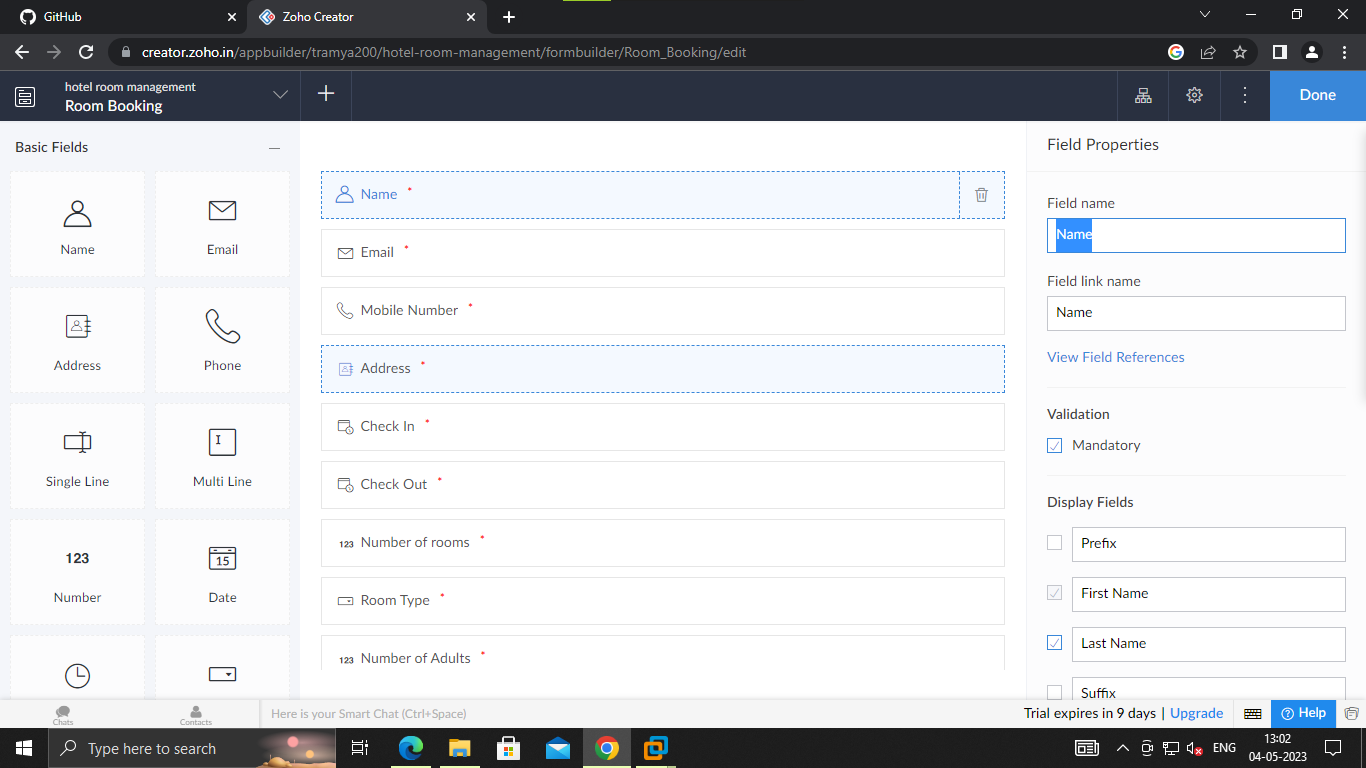 GitHub
Zoho Creator
creator.zoho.in/appbuilder/tramya200/hotel-room-management/formbuilder/Room_Booking/edit
hotel room management
Room Booking
Done
Basic Fields
Name
Email
Address
Phone
Single Line
Multi Line
123
Number
15
Date
Name *
Email *
Mobile Number *
Address *
Check In *
Check Out *
123 Number of rooms *
Room Type *
123 Number of Adults *
Field Properties
Field name
Name
Field link name
Name
View Field References
Validation
Mandatory
Display Fields
Prefix
First Name
Last Name
Suffix
Chats
Contacts
Here is your Smart Chat (Ctrl+Space)
Trial expires in 9 days | Upgrade
Help
Type here to search
ENG
13:02
04-05-2023